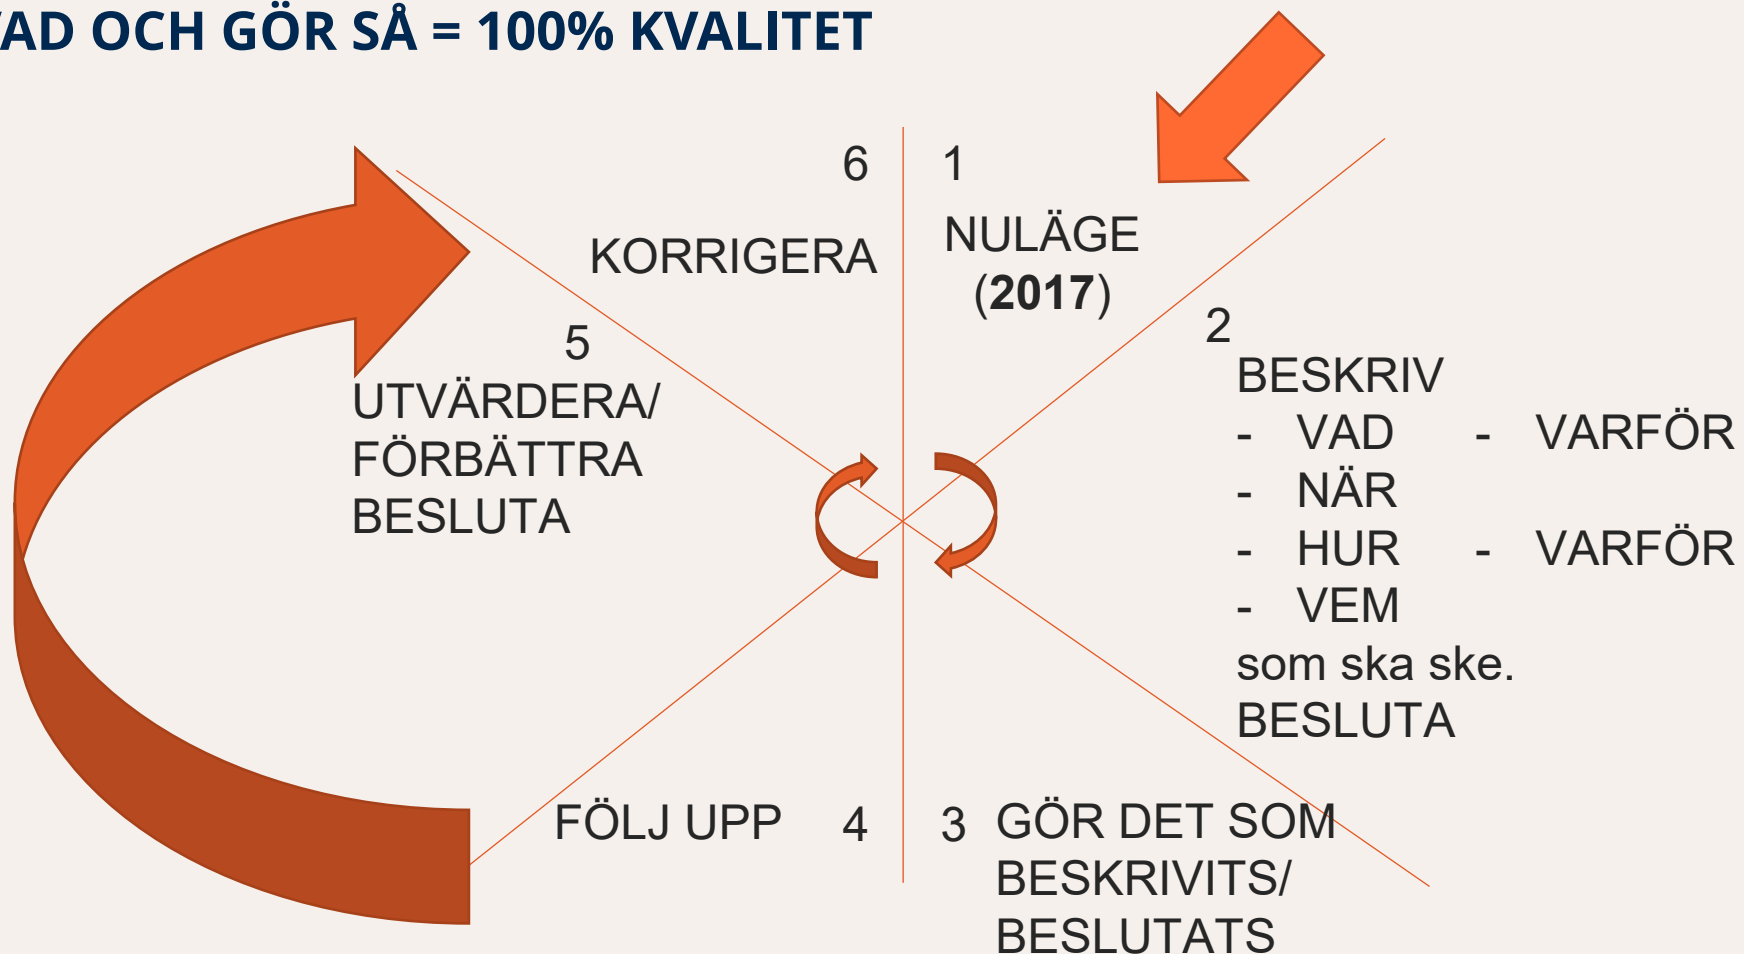 VAD OCH GÖR SÅ = 100% KVALITET
6
KORRIGERA
1
NULÄGE
(2017)
2
BESKRIV
- VAD - VARFÖR
- NÄR
- HUR - VARFÖR
- VEM
som ska ske.
BESLUTA
3 GÖR DET SOM
BESKRIVITS/
BESLUTATS
FÖLJ UPP 4
5
UTVÄRDERA/
FÖRBÄTTRA
BESLUTA